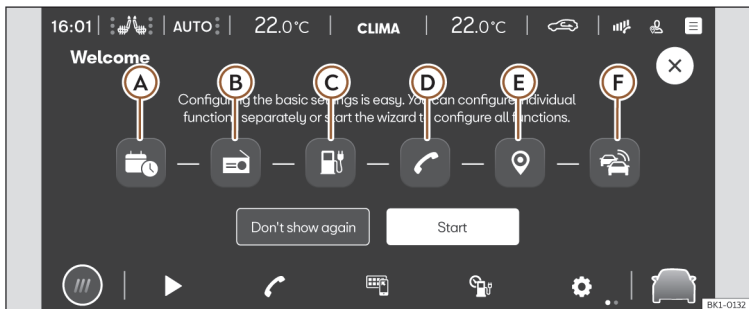 16:01 AUTO 22.0°C CLIMA 22.0°C
Welcome
A B C D E F
Configuring the basic settings is easy. You can configure individual
functions separately or start the wizard to configure all functions.
Don't show again Start
BK1-0132